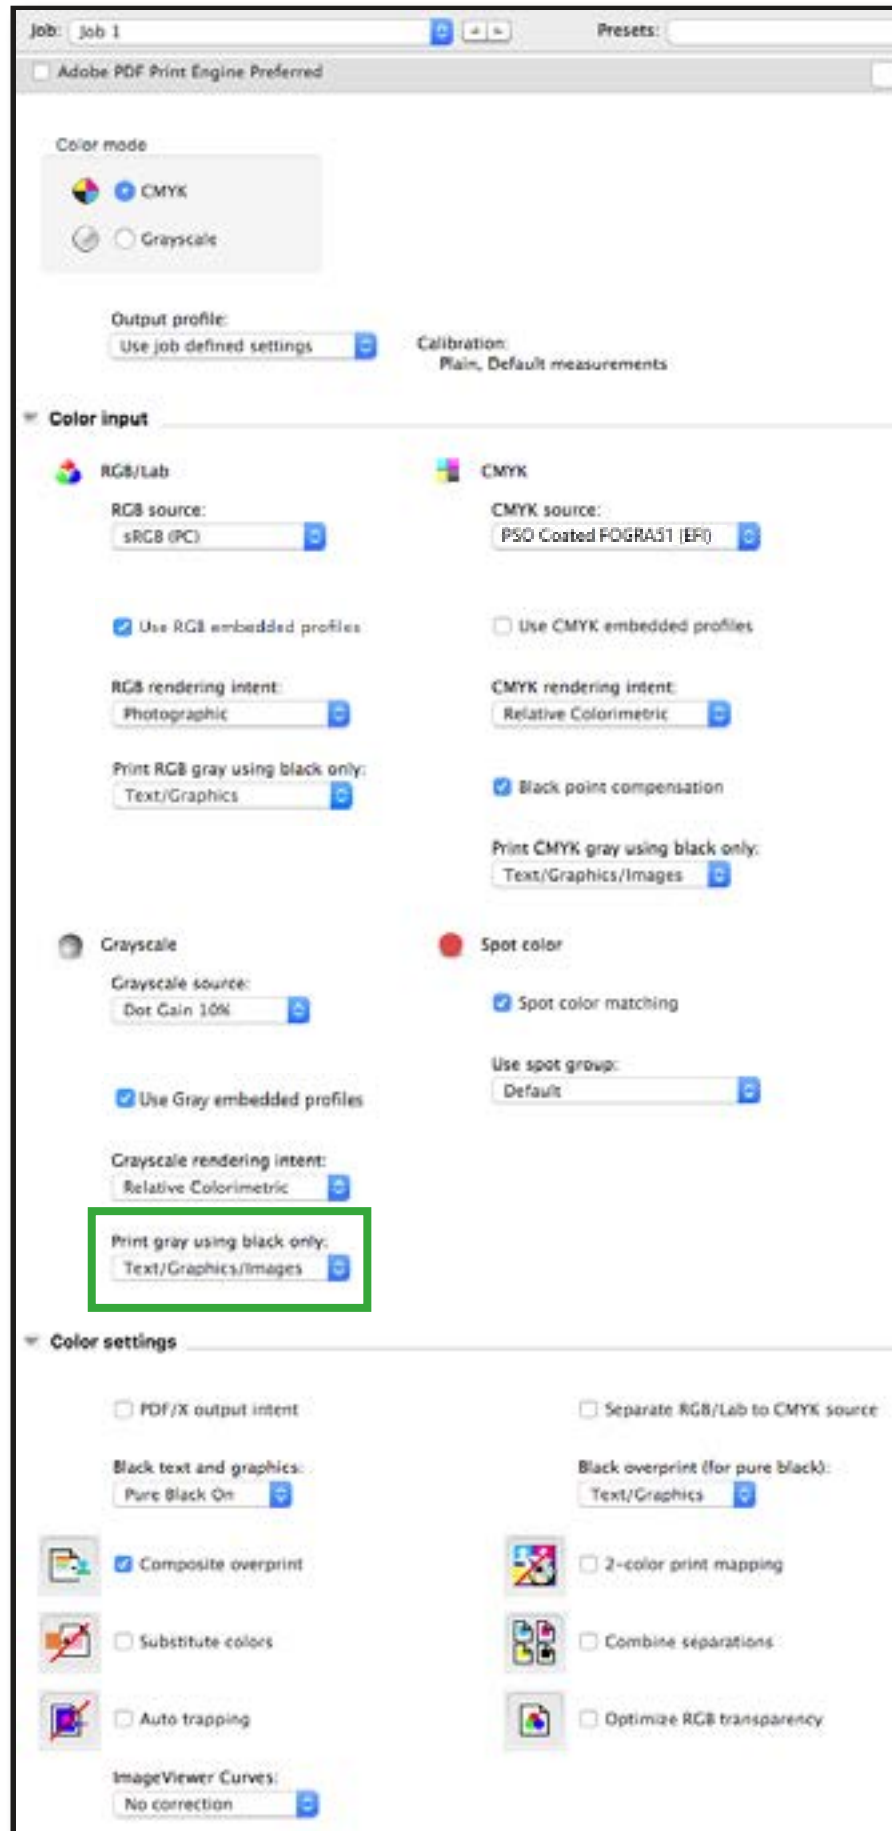 Job: Job 1 Presets:
Adobe PDF Print Engine Preferred
Color mode
CMYK
Grayscale
Output profile:
Use job defined settings
Calibration:
Plain, Default measurements
Color input
RGB/Lab
RGB source:
sRGB (PC)
Use RGB embedded profiles
RGB rendering intent:
Photographic
Print RGB gray using black only:
Text/Graphics
CMYK
CMYK source:
PSO Coated FOGRA51 (EFI)
Use CMYK embedded profiles
CMYK rendering intent:
Relative Colorimetric
Black point compensation
Print CMYK gray using black only:
Text/Graphics/Images
Grayscale
Grayscale source:
Dot Gain 10%
Use Gray embedded profiles
Grayscale rendering intent:
Relative Colorimetric
Print gray using black only:
Text/Graphics/Images
Spot color
Spot color matching
Use spot group:
Default
Color settings
PDF/X output intent
Separate RGB/Lab to CMYK source
Black text and graphics:
Pure Black On
Black overprint (for pure black):
Text/Graphics
Composite overprint
2-color print mapping
Substitute colors
Combine separations
Auto trapping
Optimize RGB transparency
ImageViewer Curves:
No correction